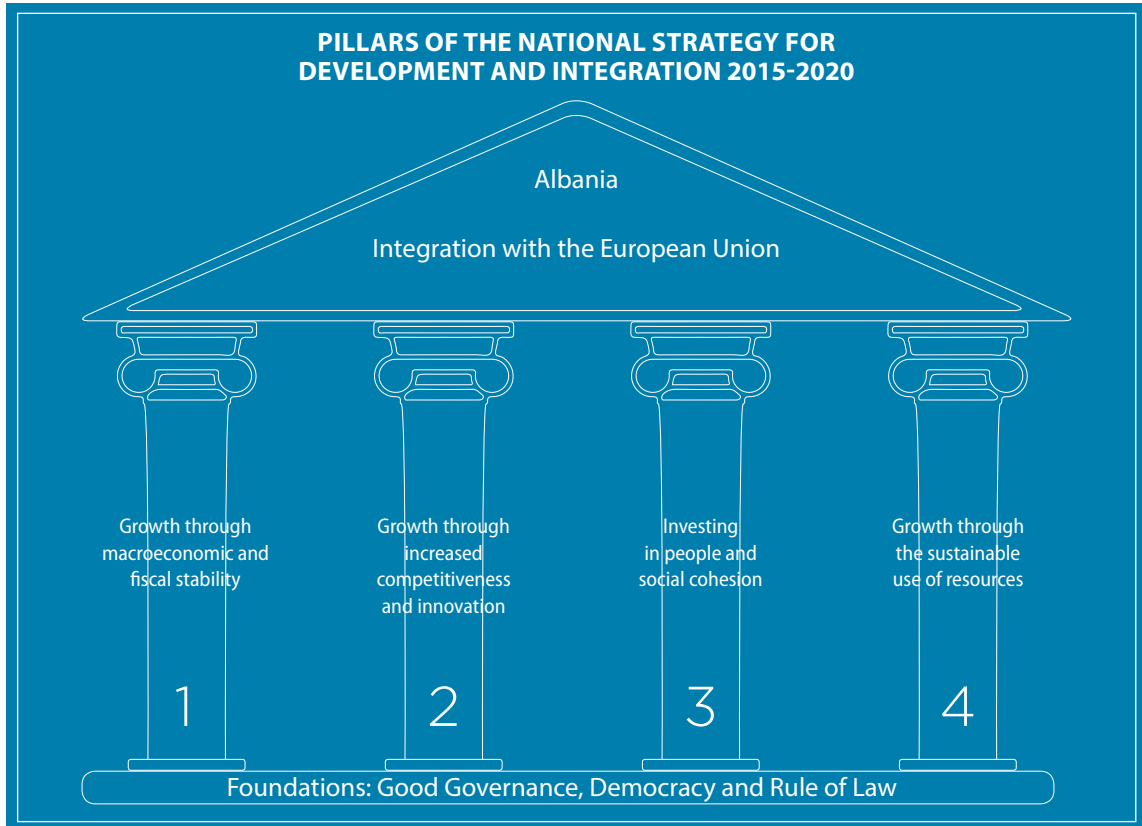 PILLARS OF THE NATIONAL STRATEGY FOR
DEVELOPMENT AND INTEGRATION 2015-2020
Albania
Integration with the European Union
Growth through
macroeconomic and
fiscal stability
1
Growth through
increased
competitiveness
and innovation
2
Investing
in people and
social cohesion
3
Growth through
the sustainable
use of resources
4
Foundations: Good Governance, Democracy and Rule of Law